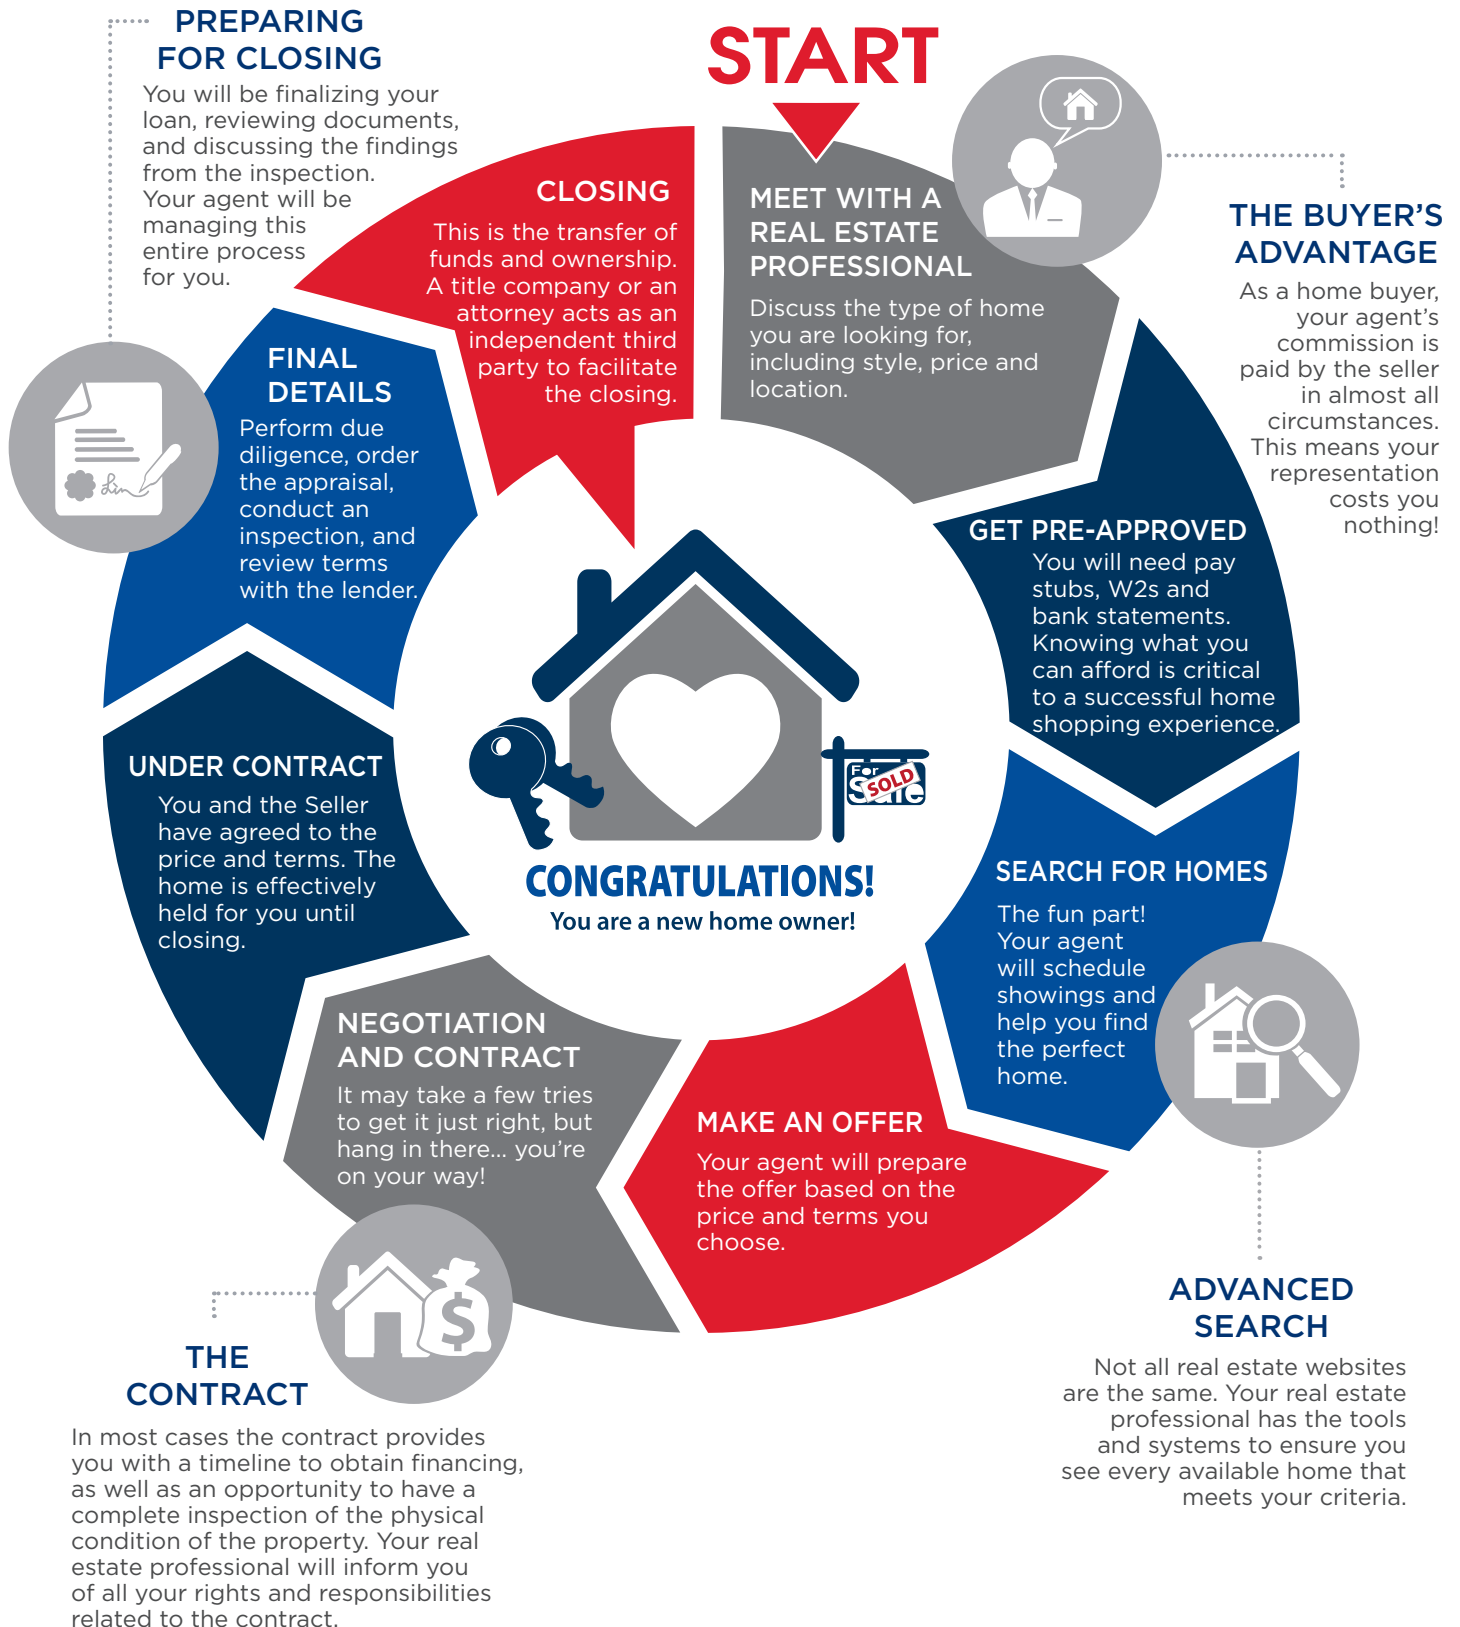 START
MEET WITH A
REAL ESTATE
PROFESSIONAL
Discuss the type of home
you are looking for,
including style, price and
location.
THE BUYER’S
ADVANTAGE
As a home buyer,
your agent’s
commission is
paid by the seller
in almost all
circumstances.
This means your
representation
costs you
nothing!
GET PRE-APPROVED
You will need pay
stubs, W2s and
bank statements.
Knowing what you
can afford is critical
to a successful home
shopping experience.
SEARCH FOR HOMES
The fun part!
Your agent
will schedule
showings and
help you find
the perfect
home.
ADVANCED
SEARCH
Not all real estate websites
are the same. Your real estate
professional has the tools
and systems to ensure you
see every available home that
meets your criteria.
MAKE AN OFFER
Your agent will prepare
the offer based on the
price and terms you
choose.
NEGOTIATION
AND CONTRACT
It may take a few tries
to get it just right, but
hang in there... you’re
on your way!
$
THE
CONTRACT
In most cases the contract provides
you with a timeline to obtain financing,
as well as an opportunity to have a
complete inspection of the physical
condition of the property. Your real
estate professional will inform you
of all your rights and responsibilities
related to the contract.
UNDER CONTRACT
You and the Seller
have agreed to the
price and terms. The
home is effectively
held for you until
closing.
FINAL
DETAILS
Perform due
diligence, order
the appraisal,
conduct an
inspection, and
review terms
with the lender.
PREPARING
FOR CLOSING
You will be finalizing your
loan, reviewing documents,
and discussing the findings
from the inspection.
Your agent will be
managing this
entire process
for you.
CLOSING
This is the transfer of
funds and ownership.
A title company or an
attorney acts as an
independent third
party to facilitate
the closing.
For
Sale
SOLD
CONGRATULATIONS!
You are a new home owner!